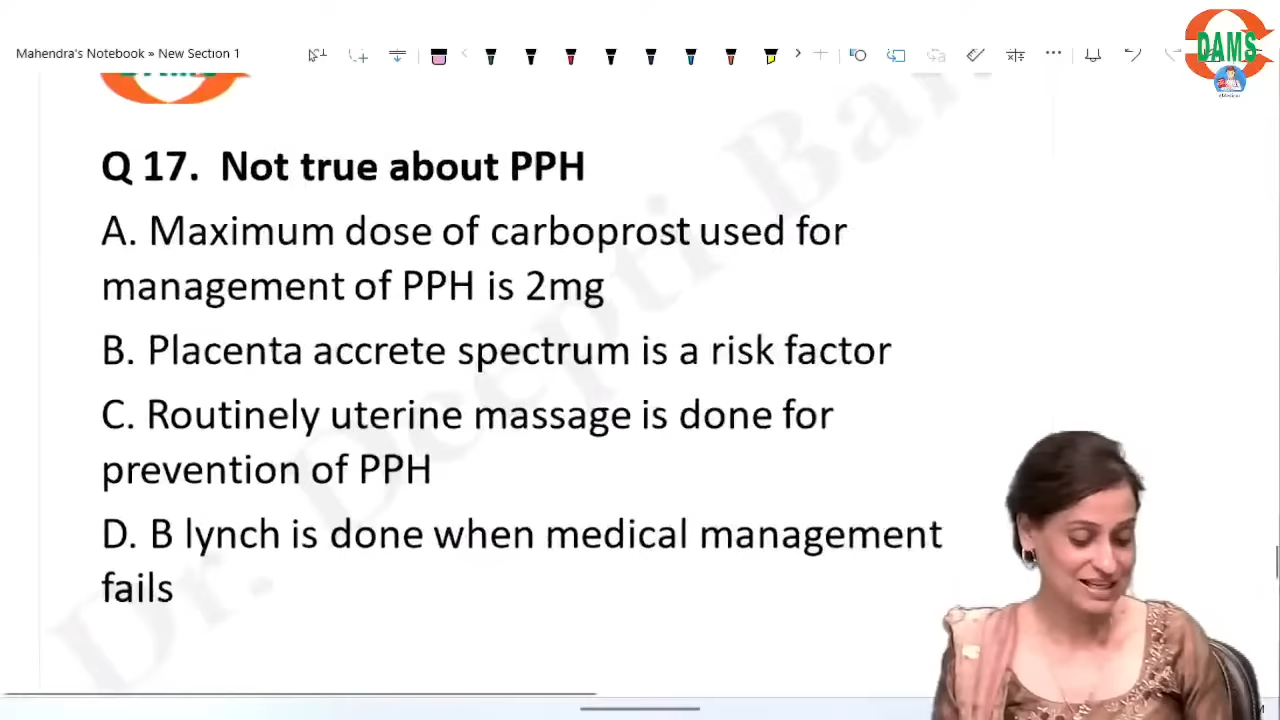 Mahendra's Notebook » New Section 1
DAMS
Q 17. Not true about PPH
A. Maximum dose of carboprost used for
management of PPH is 2mg
B. Placenta accrete spectrum is a risk factor
C. Routinely uterine massage is done for
prevention of PPH
D. B lynch is done when medical management
fails
Dr. Deepti Bah